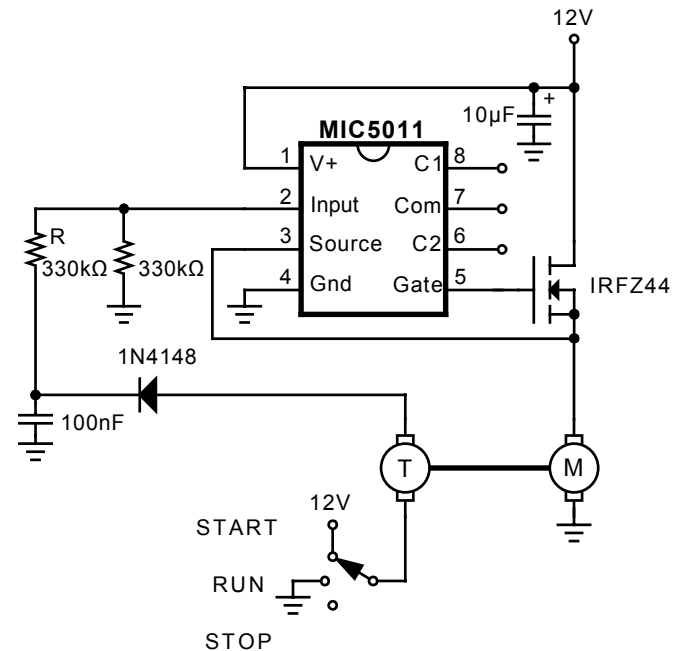 12V
10µF
+
MIC5011
1 V+ C1 8
2 Input Com 7
3 Source C2 6
4 Gnd Gate 5
R
330kΩ
330kΩ
IRFZ44
1N4148
100nF
T
M
12V
START
RUN
STOP